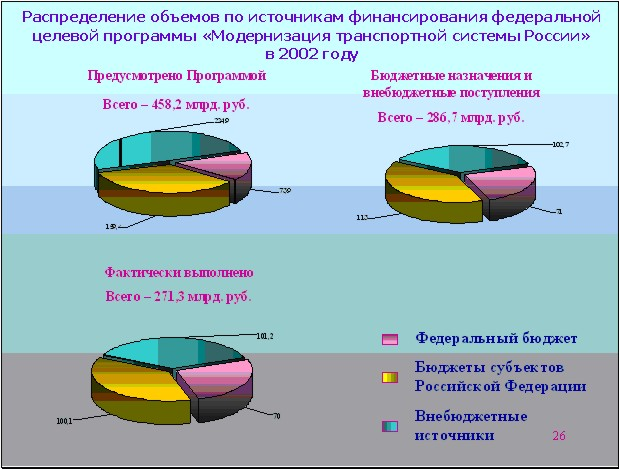 Распределение объемов по источникам финансирования федеральной
целевой программы «Модернизация транспортной системы России»
в 2002 году
Предусмотрено Программой
Всего – 458,2 млрд. руб.
Бюджетные назначения и
внебюджетные поступления
Всего – 286,7 млрд. руб.
102,7
71
113
Фактически выполнено
Всего – 271,3 млрд. руб.
101,2
70
100,1
Федеральный бюджет
Бюджеты субъектов
Российской Федерации
Внебюджетные
источники
26